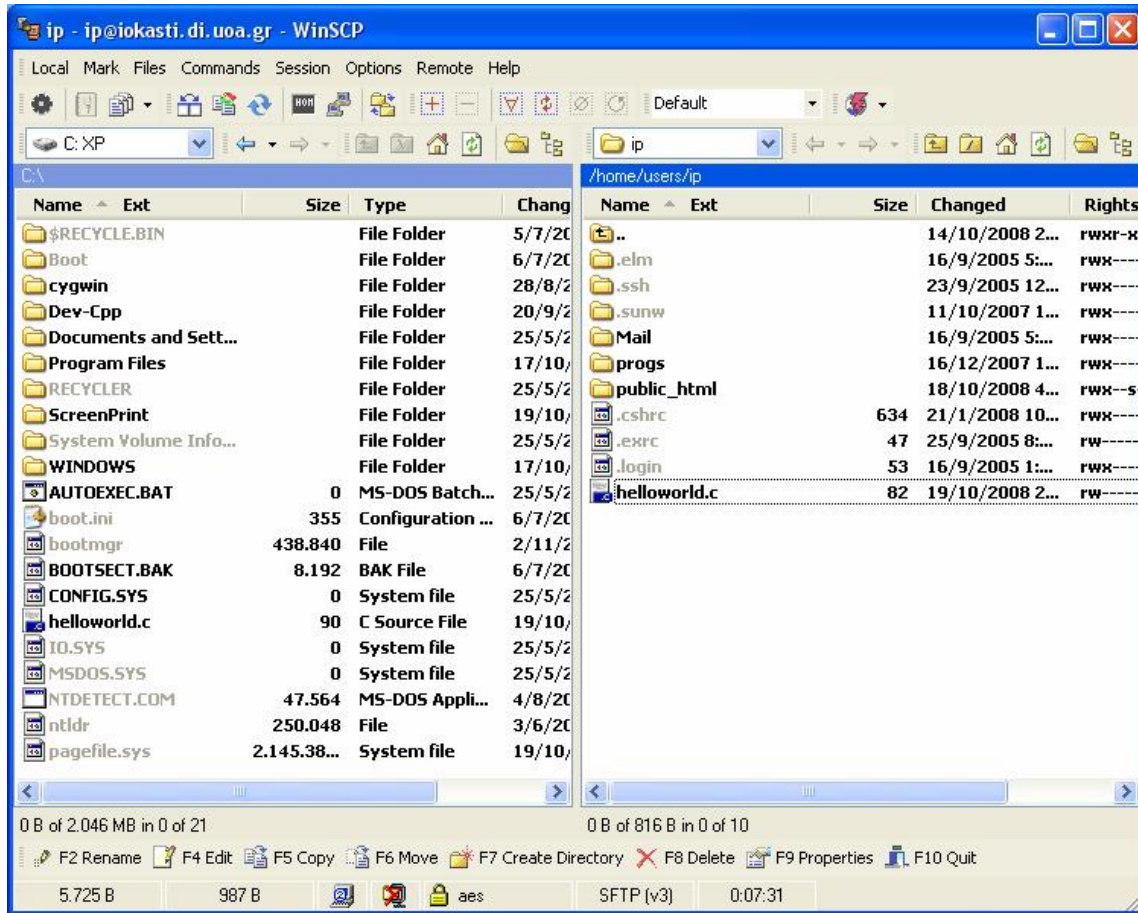 ip - ip@iokasti.di.uoa.gr - WinSCP
Local Mark Files Commands Session Options Remote Help
Default
C: XP
ip
C:\
/home/users/ip
Name Ext Size Type Chang
$RECYCLE.BIN File Folder 5/7/20
Boot File Folder 6/7/20
cygwin File Folder 28/8/2
Dev-Cpp File Folder 20/9/2
Documents and Sett... File Folder 25/5/2
Program Files File Folder 17/10/
RECYCLER File Folder 25/5/2
ScreenPrint File Folder 19/10/
System Volume Info... File Folder 25/5/2
WINDOWS File Folder 17/10/
AUTOEXEC.BAT 0 MS-DOS Batch... 25/5/2
boot.ini 355 Configuration ... 6/7/20
bootmgr 438.840 File 2/11/2
BOOTSECT.BAK 8.192 BAK File 6/7/20
CONFIG.SYS 0 System file 25/5/2
helloworld.c 90 C Source File 19/10/
IO.SYS 0 System file 25/5/2
MSDOS.SYS 0 System file 25/5/2
NTDETECT.COM 47.564 MS-DOS Appli... 4/8/20
ntldr 250.048 File 3/6/20
pagefile.sys 2.145.38... System file 19/10/
Name Ext Size Changed Rights
.. 14/10/2008 2... rwxr-x
.elm 16/9/2005 5:... rwx----
.ssh 23/9/2005 12... rwx----
.sunw 11/10/2007 1... rwx----
Mail 16/9/2005 5:... rwx----
progs 16/12/2007 1... rwx----
public_html 18/10/2008 4... rwx--s
.cshrc 634 21/1/2008 10... rwx----
.exrc 47 25/9/2005 8:... rw-----
.login 53 16/9/2005 1:... rwx----
helloworld.c 82 19/10/2008 2... rw-----
0 B of 2.046 MB in 0 of 21
0 B of 816 B in 0 of 10
F2 Rename F4 Edit F5 Copy F6 Move F7 Create Directory F8 Delete F9 Properties F10 Quit
5.725 B 987 B aes SFTP (v3) 0:07:31